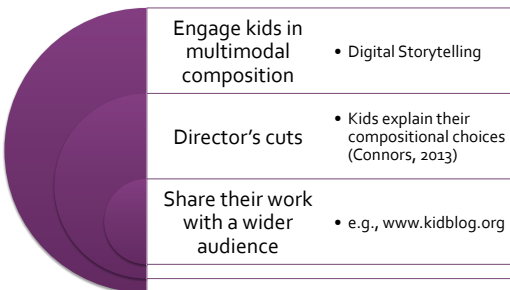 Engage kids in
multimodal
composition
• Digital Storytelling
Director's cuts
• Kids explain their
compositional choices
(Connors, 2013)
Share their work
with a wider
audience
• e.g., www.kidblog.org